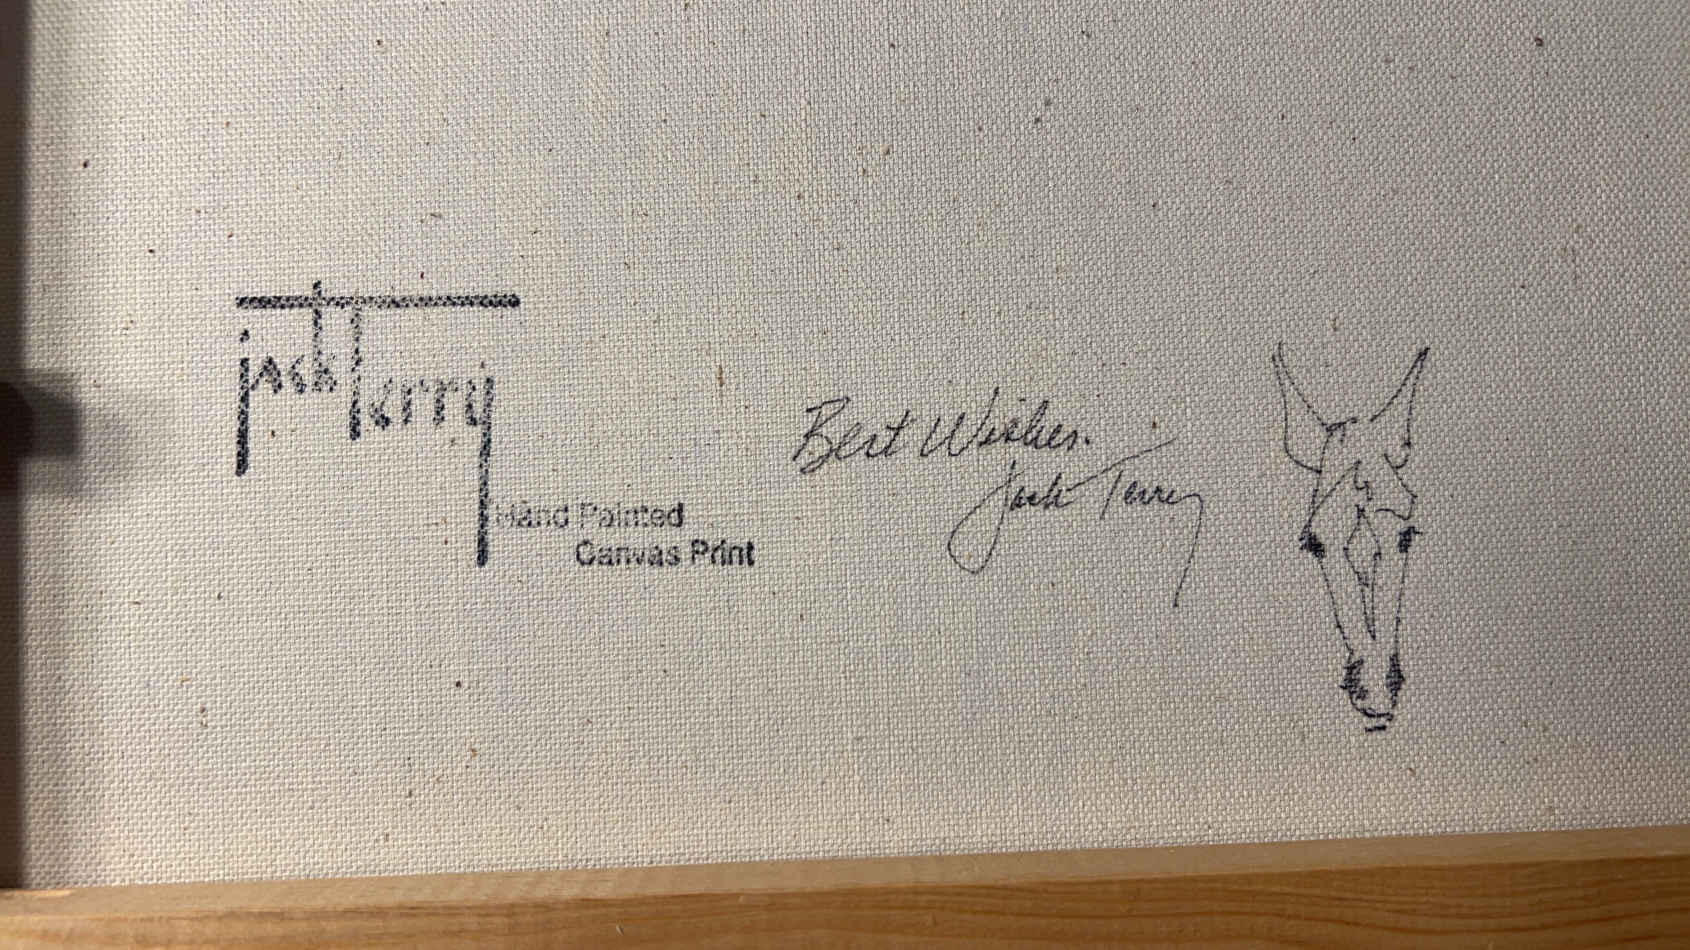 jack Terry
Hand Painted
Canvas Print
Best Wishes.
Jack Terry